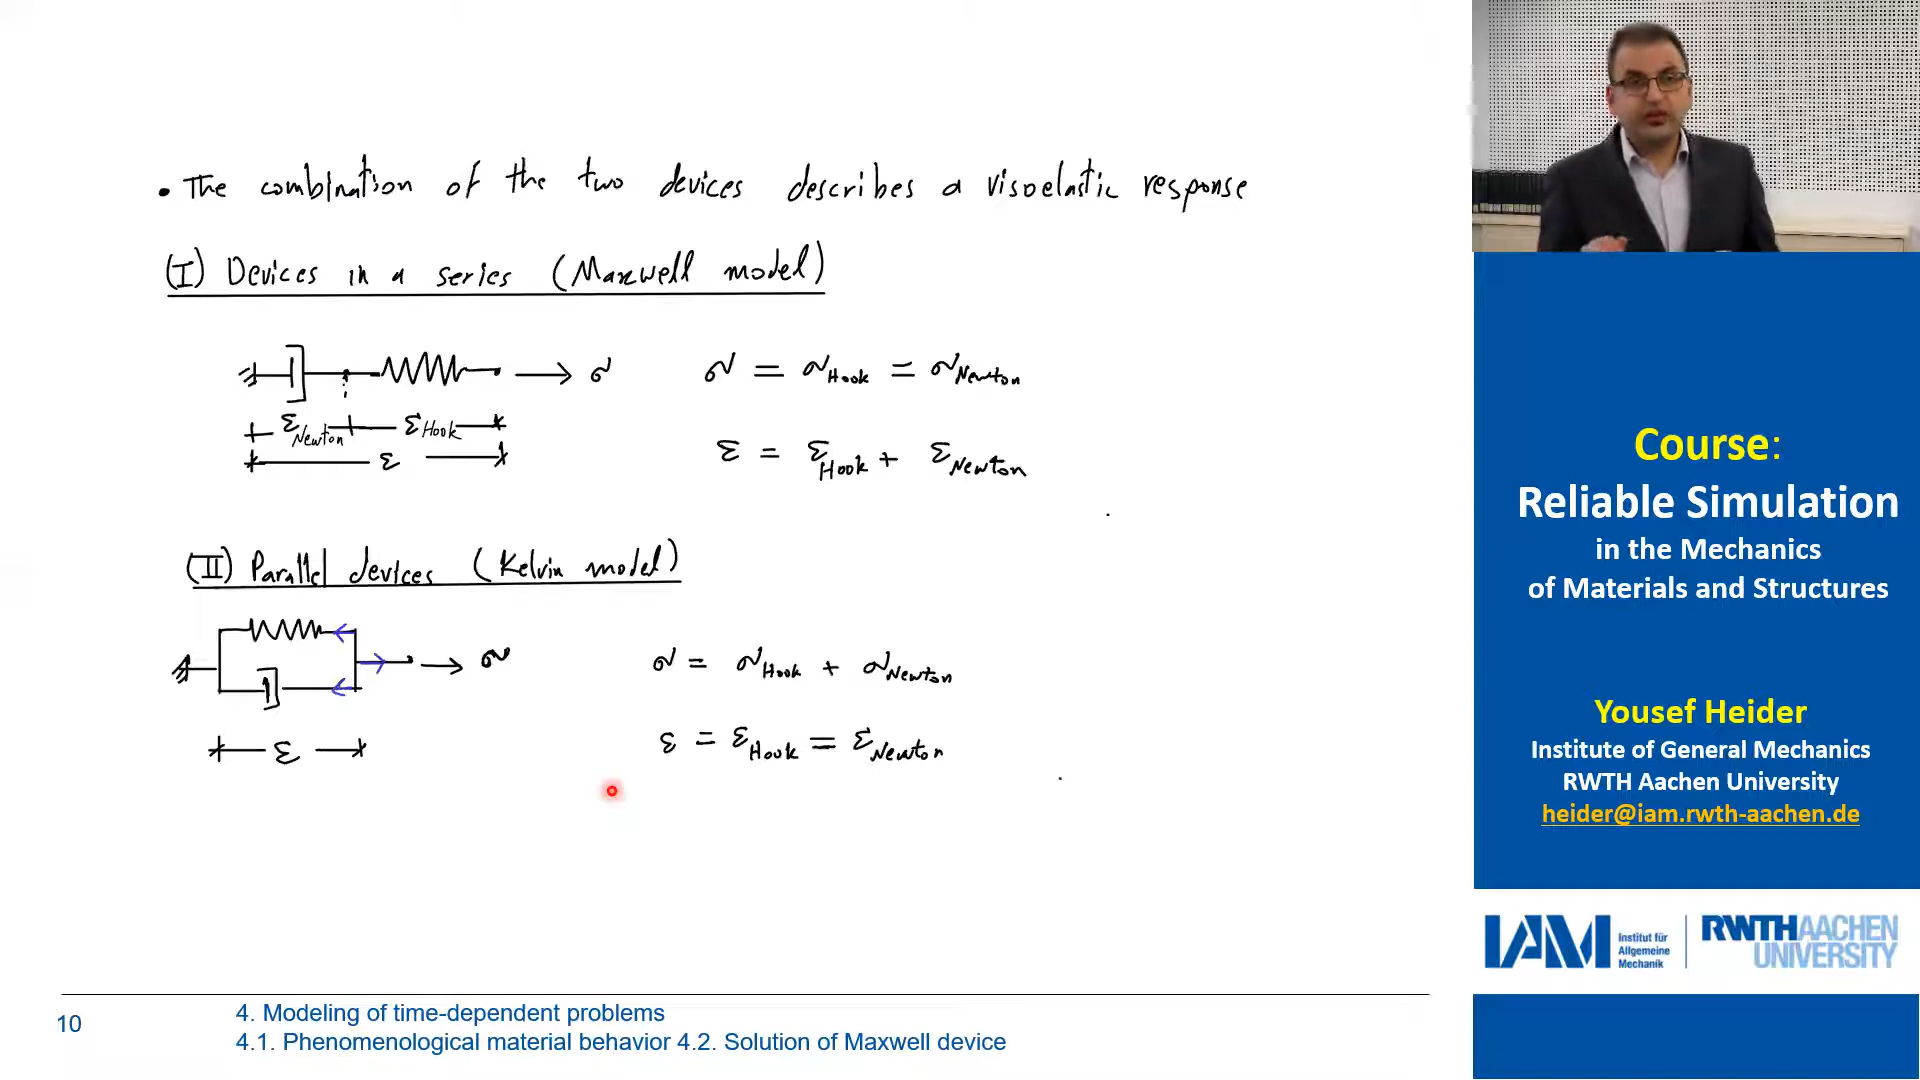 • The combination of the two devices describes a visoelastic response
(I) Devices in a series (Maxwell model)
σ
σ = σHook = σNewton
εNewton εHook
ε
ε = εHook + εNewton
(II) Parallel devices (Kelvin model)
σ
σ = σHook + σNewton
ε
ε = εHook = εNewton
10
4. Modeling of time-dependent problems
4.1. Phenomenological material behavior 4.2. Solution of Maxwell device
Course:
Reliable Simulation
in the Mechanics
of Materials and Structures
Yousef Heider
Institute of General Mechanics
RWTH Aachen University
heider@iam.rwth-aachen.de
IAM
Institut für
Allgemeine
Mechanik
RWTHAACHEN
UNIVERSITY